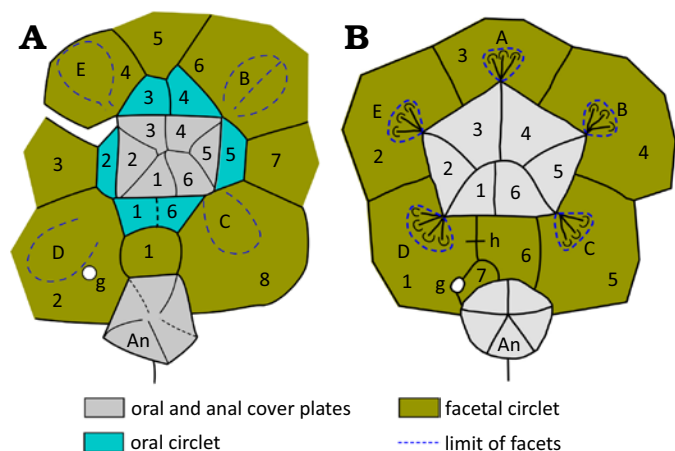 A B
5
E 4 6 B
3 4
3 4
2 2 5 5 7
3 1 6
1 6 C
D 1
2 g 8
An
A
3
E B
3 4
2 4
2 5
1 6
D h C
6
1 g 7 5
An
oral and anal cover plates
facetal circlet
oral circlet
limit of facets